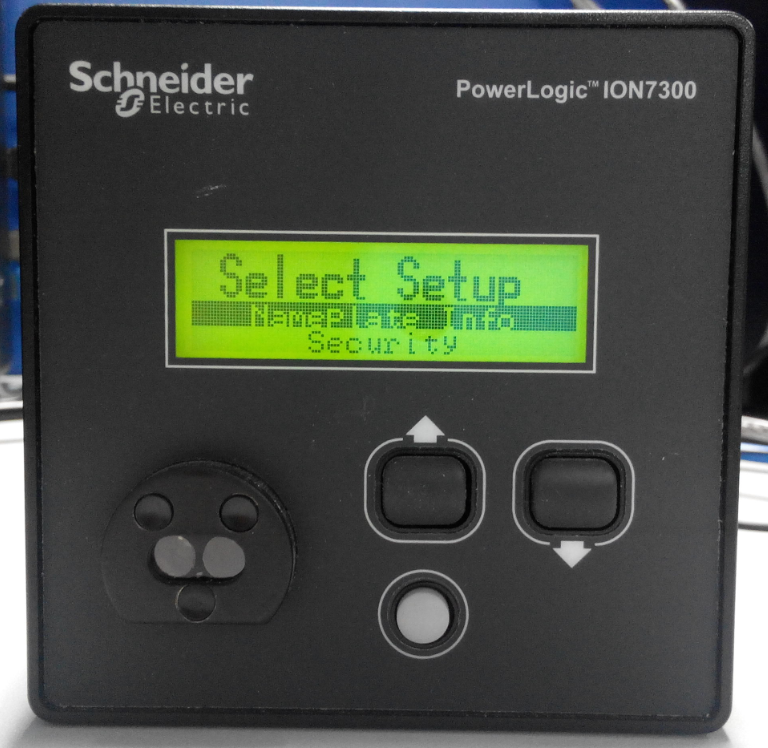 Schneider
Electric
PowerLogic™ ION7300
Select Setup
NamePlate Info
Security